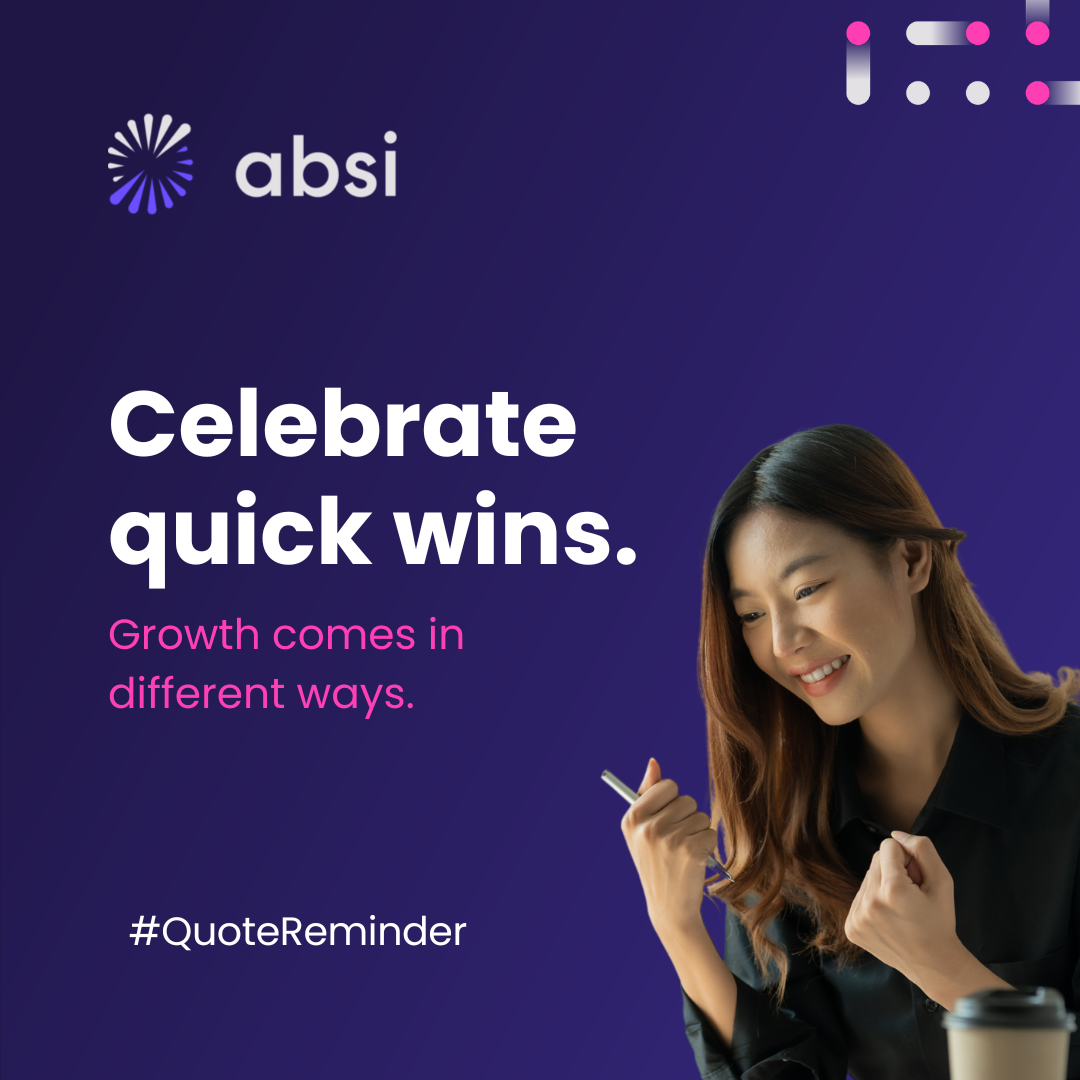 absi
Celebrate
quick wins.
Growth comes in
different ways.
#QuoteReminder